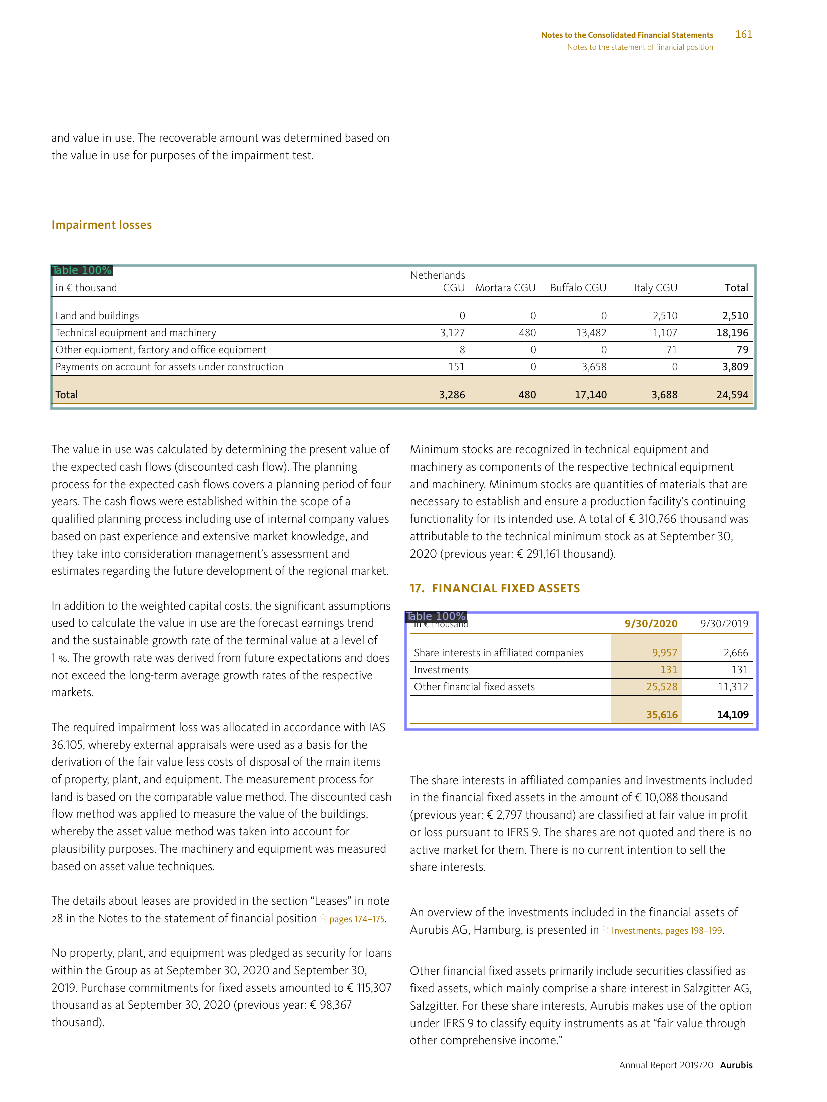 Notes to the Consolidated Financial Statements 161
Notes to the statement of financial position
and value in use. The recoverable amount was determined based on
the value in use for purposes of the impairment test.
Impairment losses
Table 100%
in € thousand Netherlands CGU Mortara CGU Buffalo CGU Italy CGU Total
Land and buildings 0 0 0 2,510 2,510
Technical equipment and machinery 3,127 480 13,482 1,107 18,196
Other equipment, factory and office equipment 8 0 0 71 79
Payments on account for assets under construction 151 0 3,658 0 3,809
Total 3,286 480 17,140 3,688 24,594
The value in use was calculated by determining the present value of
the expected cash flows (discounted cash flow). The planning
process for the expected cash flows covers a planning period of four
years. The cash flows were established within the scope of a
qualified planning process including use of internal company values
based on past experience and extensive market knowledge, and
they take into consideration management's assessment and
estimates regarding the future development of the regional market.
In addition to the weighted capital costs, the significant assumptions
used to calculate the value in use are the forecast earnings trend
and the sustainable growth rate of the terminal value at a level of
1 %. The growth rate was derived from future expectations and does
not exceed the long-term average growth rates of the respective
markets.
The required impairment loss was allocated in accordance with IAS
36.105, whereby external appraisals were used as a basis for the
derivation of the fair value less costs of disposal of the main items
of property, plant, and equipment. The measurement process for
land is based on the comparable value method. The discounted cash
flow method was applied to measure the value of the buildings,
whereby the asset value method was taken into account for
plausibility purposes. The machinery and equipment was measured
based on asset value techniques.
The details about leases are provided in the section “Leases” in note
28 in the Notes to the statement of financial position pages 174–175.
No property, plant, and equipment was pledged as security for loans
within the Group as at September 30, 2020 and September 30,
2019. Purchase commitments for fixed assets amounted to € 115,307
thousand as at September 30, 2020 (previous year: € 98,367
thousand).
Minimum stocks are recognized in technical equipment and
machinery as components of the respective technical equipment
and machinery. Minimum stocks are quantities of materials that are
necessary to establish and ensure a production facility's continuing
functionality for its intended use. A total of € 310,766 thousand was
attributable to the technical minimum stock as at September 30,
2020 (previous year: € 291,161 thousand).
17. FINANCIAL FIXED ASSETS
Table 100%
in € thousand 9/30/2020 9/30/2019
Share interests in affiliated companies 9,957 2,666
Investments 131 131
Other financial fixed assets 25,528 11,312
35,616 14,109
The share interests in affiliated companies and investments included
in the financial fixed assets in the amount of € 10,088 thousand
(previous year: € 2,797 thousand) are classified at fair value in profit
or loss pursuant to IFRS 9. The shares are not quoted and there is no
active market for them. There is no current intention to sell the
share interests.
An overview of the investments included in the financial assets of
Aurubis AG, Hamburg, is presented in Investments, pages 198–199.
Other financial fixed assets primarily include securities classified as
fixed assets, which mainly comprise a share interest in Salzgitter AG,
Salzgitter. For these share interests, Aurubis makes use of the option
under IFRS 9 to classify equity instruments as at “fair value through
other comprehensive income.”
Annual Report 2019/20 Aurubis